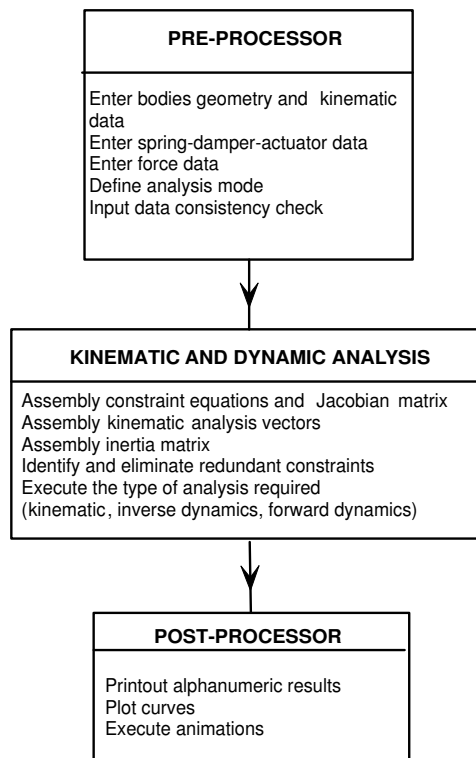 PRE-PROCESSOR
Enter bodies geometry and kinematic
data
Enter spring-damper-actuator data
Enter force data
Define analysis mode
Input data consistency check
KINEMATIC AND DYNAMIC ANALYSIS
Assembly constraint equations and Jacobian matrix
Assembly kinematic analysis vectors
Assembly inertia matrix
Identify and eliminate redundant constraints
Execute the type of analysis required
(kinematic, inverse dynamics, forward dynamics)
POST-PROCESSOR
Printout alphanumeric results
Plot curves
Execute animations